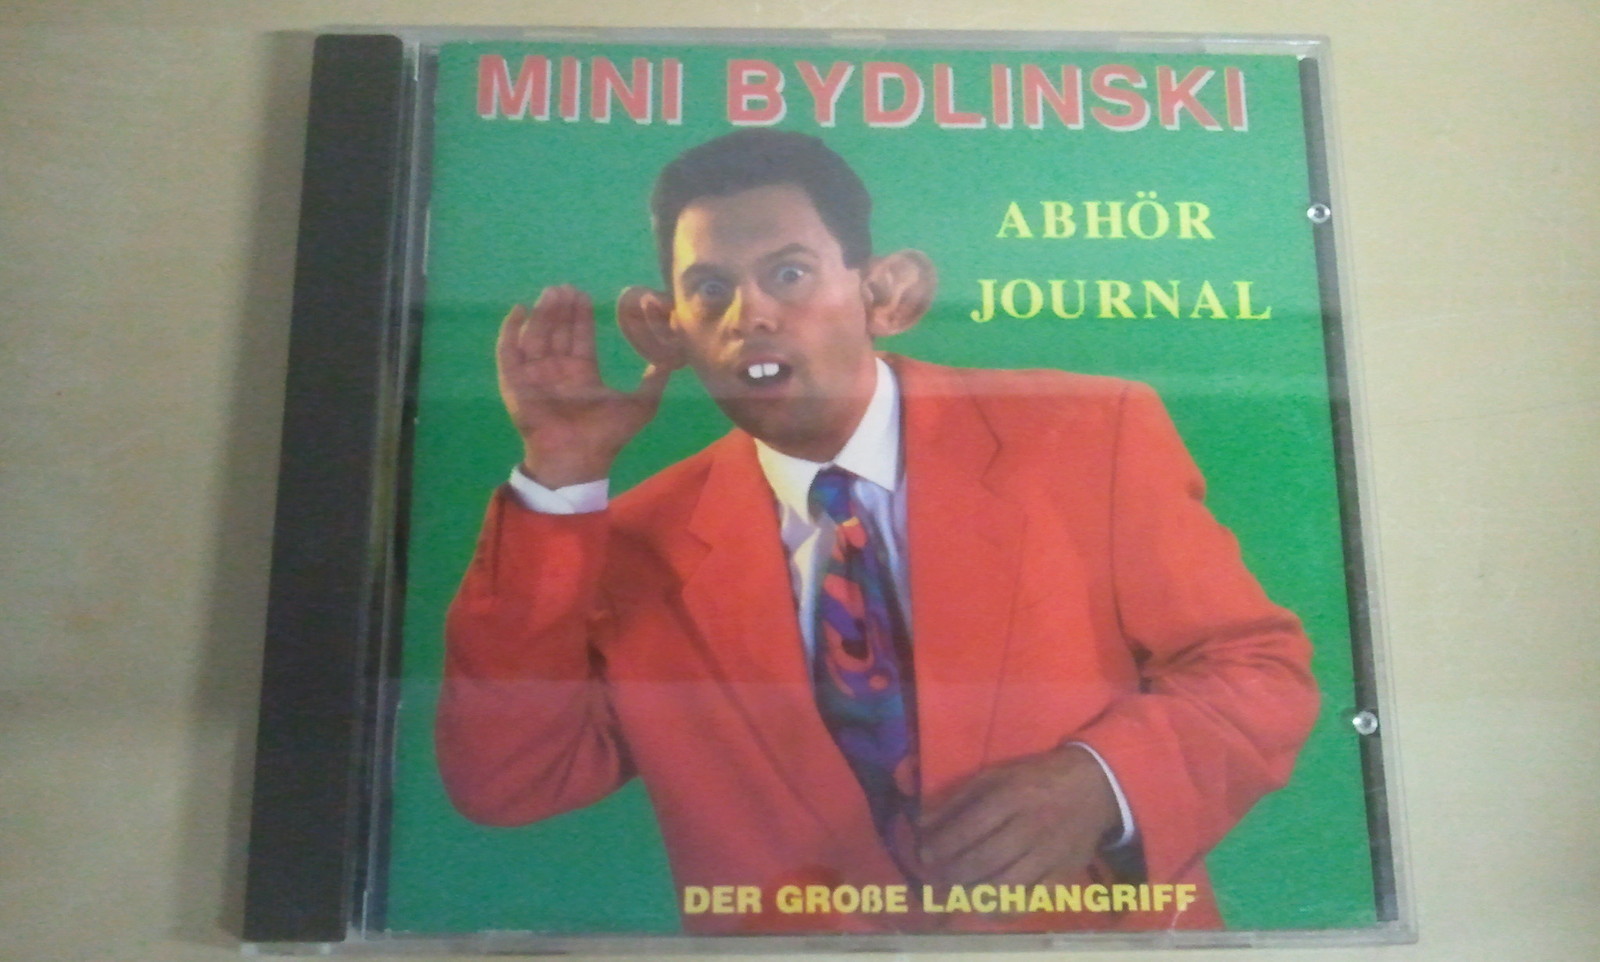 MINI BYDLINSKI
ABHÖR
JOURNAL
DER GROßE LACHANGRIFF